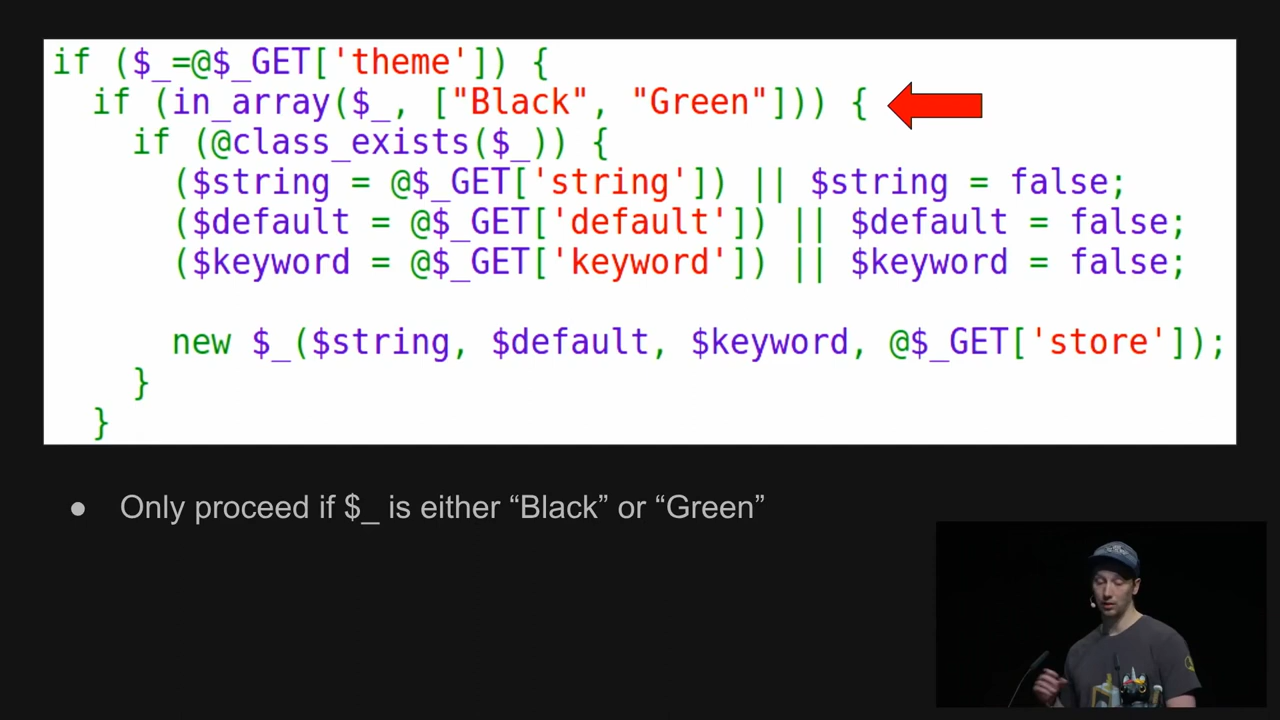 if ($_=@$_GET['theme']) {
if (in_array($_, ["Black", "Green"])) {
if (@class_exists($_)) {
($string = @$_GET['string']) || $string = false;
($default = @$_GET['default']) || $default = false;
($keyword = @$_GET['keyword']) || $keyword = false;
new $_($string, $default, $keyword, @$_GET['store']);
}
}
● Only proceed if $_ is either “Black” or “Green”